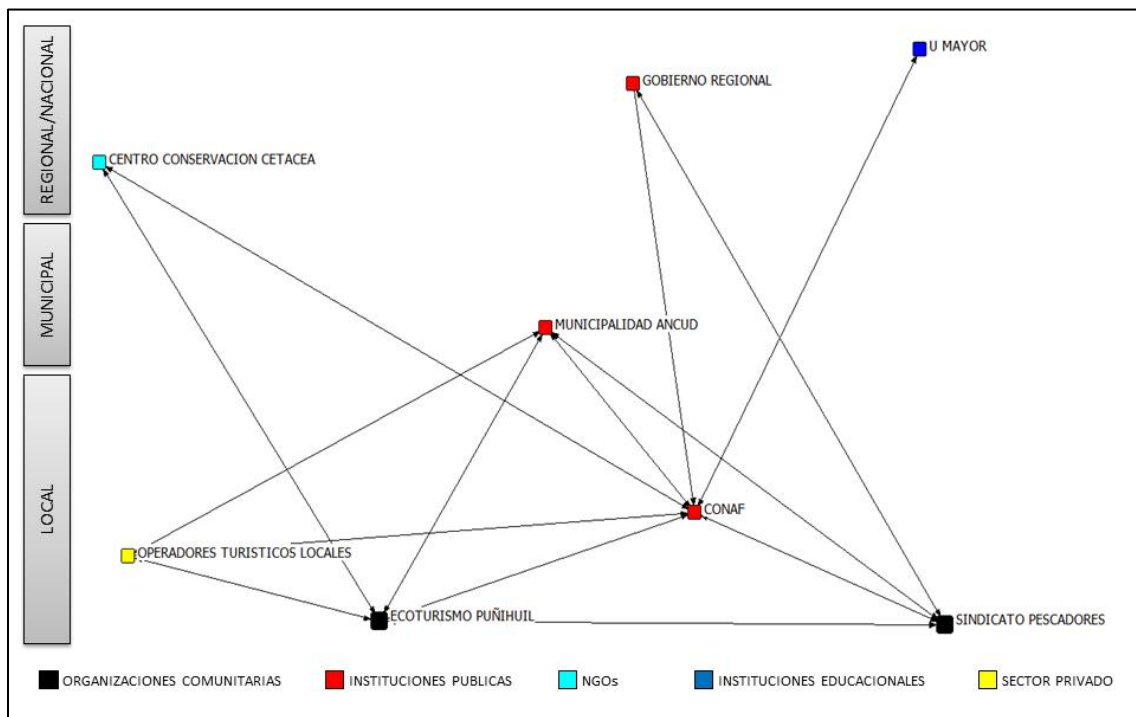 REGIONAL/NACIONAL
U MAYOR
GOBIERNO REGIONAL
CENTRO CONSERVACION CETACEA
MUNICIPAL
MUNICIPALIDAD ANCUD
LOCAL
CONAF
OPERADORES TURISTICOS LOCALES
ECOTURISMO PUÑIHUIL
SINDICATO PESCADORES
ORGANIZACIONES COMUNITARIAS
INSTITUCIONES PUBLICAS
NGOs
INSTITUCIONES EDUCACIONALES
SECTOR PRIVADO